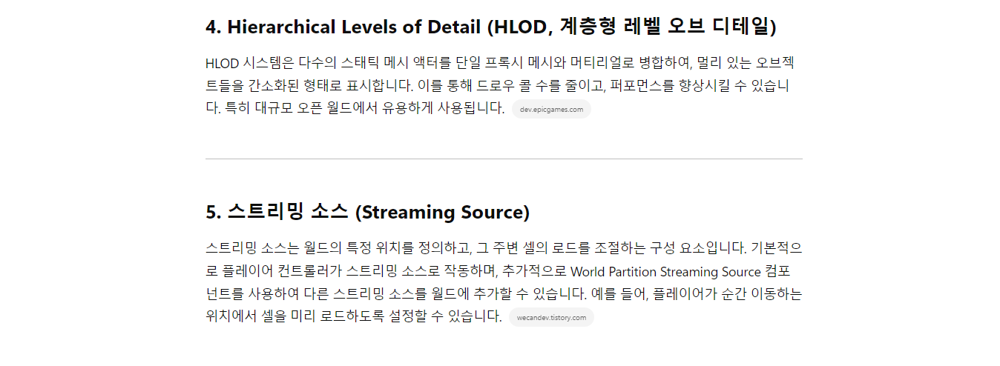 4. Hierarchical Levels of Detail (HLOD, 계층형 레벨 오브 디테일)
HLOD 시스템은 다수의 스태틱 메시 액터를 단일 프록시 메시와 머티리얼로 병합하여, 멀리 있는 오브젝
트들을 간소화된 형태로 표시합니다. 이를 통해 드로우 콜 수를 줄이고, 퍼포먼스를 향상시킬 수 있습니
다. 특히 대규모 오픈 월드에서 유용하게 사용됩니다. dev.epicgames.com
5. 스트리밍 소스 (Streaming Source)
스트리밍 소스는 월드의 특정 위치를 정의하고, 그 주변 셀의 로드를 조절하는 구성 요소입니다. 기본적으
로 플레이어 컨트롤러가 스트리밍 소스로 작동하며, 추가적으로 World Partition Streaming Source 컴포
넌트를 사용하여 다른 스트리밍 소스를 월드에 추가할 수 있습니다. 예를 들어, 플레이어가 순간 이동하는
위치에서 셀을 미리 로드하도록 설정할 수 있습니다. wecandev.tistory.com